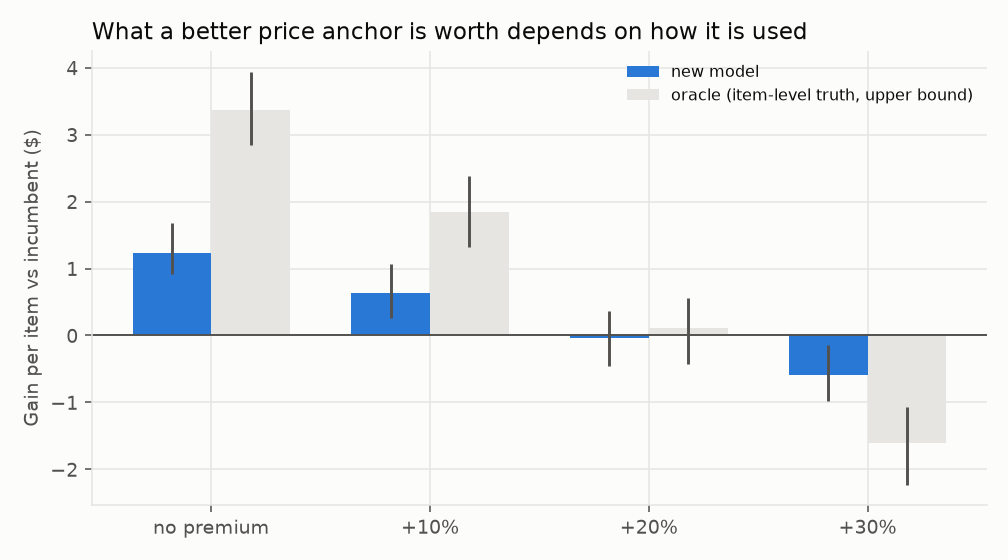 What a better price anchor is worth depends on how it is used
new model
oracle (item-level truth, upper bound)
Gain per item vs incumbent ($)
4
3
2
1
0
−1
−2
no premium
+10%
+20%
+30%